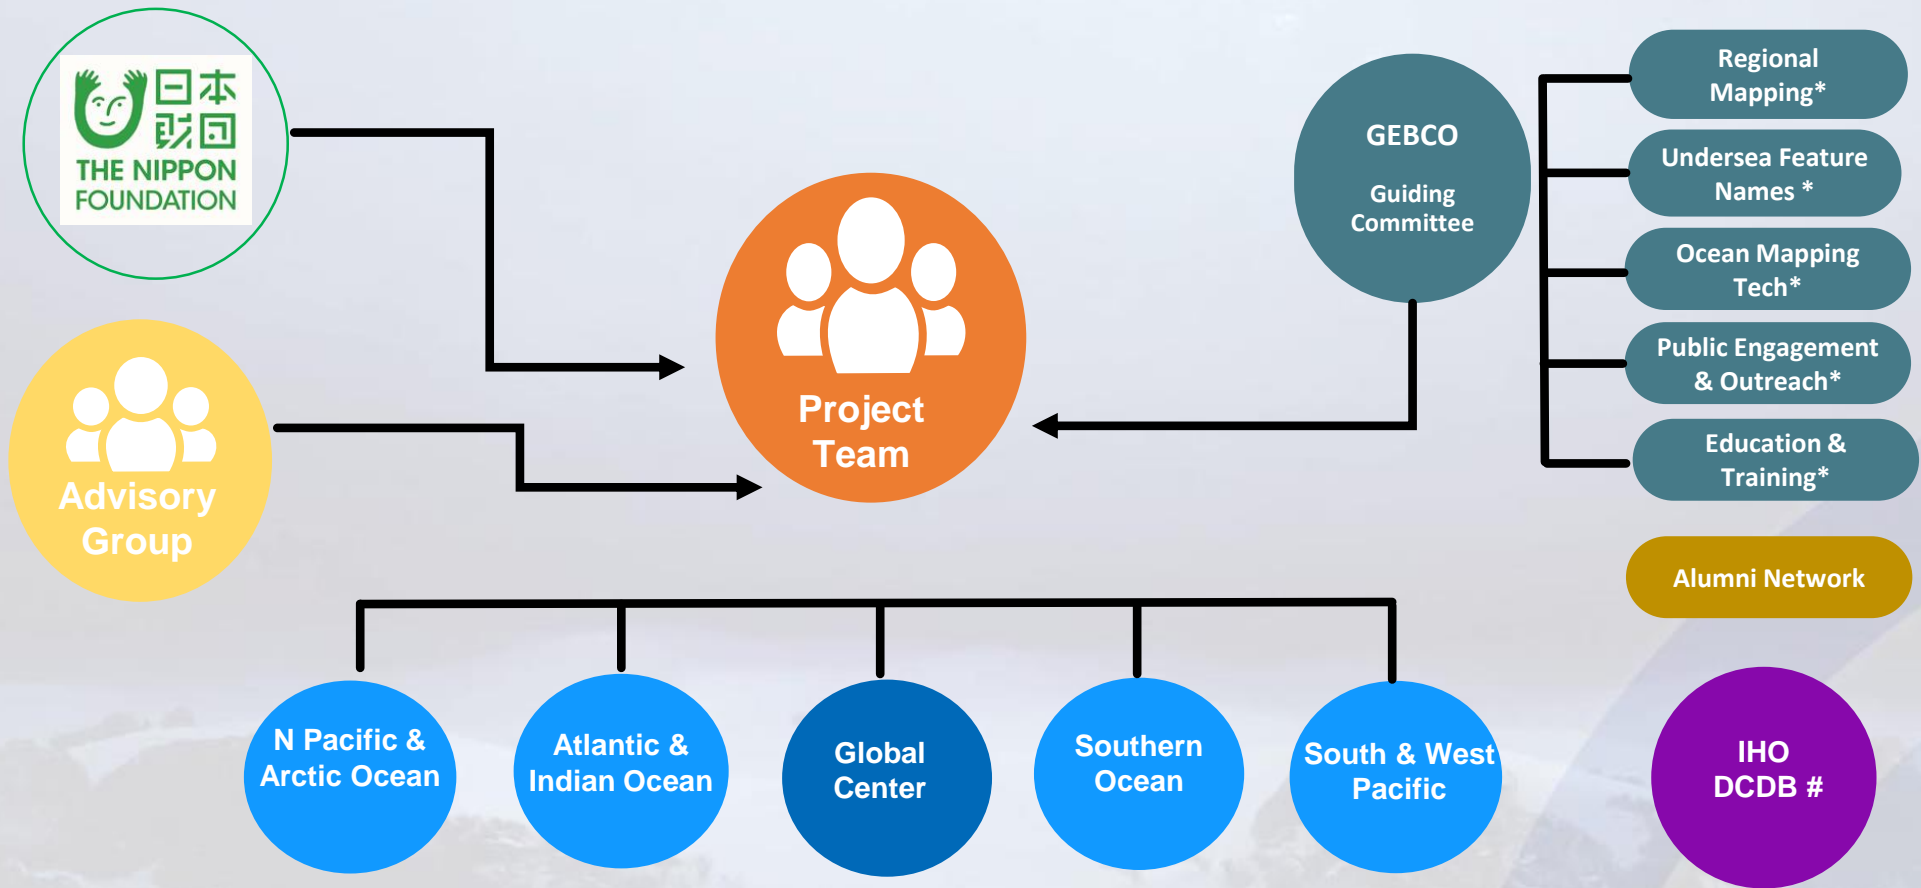 日本
財団
THE NIPPON
FOUNDATION
Advisory
Group
Project
Team
GEBCO
Guiding
Committee
Regional
Mapping*
Undersea Feature
Names *
Ocean Mapping
Tech*
Public Engagement
& Outreach*
Education &
Training*
Alumni Network
N Pacific &
Arctic Ocean
Atlantic &
Indian Ocean
Global
Center
Southern
Ocean
South & West
Pacific
IHO
DCDB #